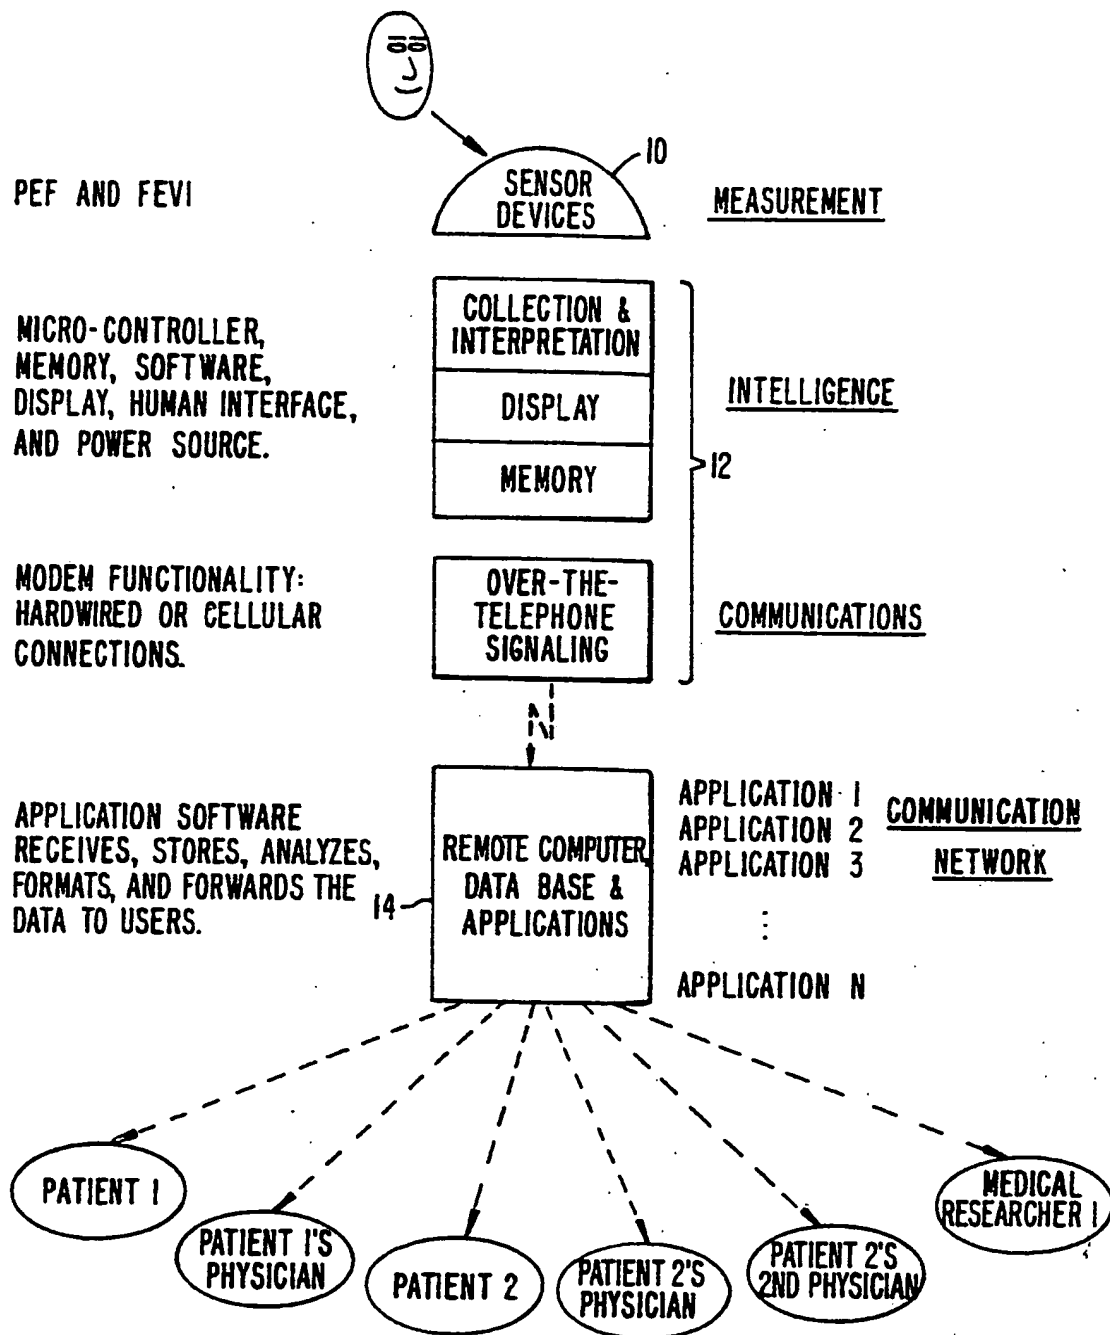 10
SENSOR
DEVICES
PEF AND FEVI
MEASUREMENT
COLLECTION &
INTERPRETATION
MICRO-CONTROLLER,
MEMORY, SOFTWARE,
DISPLAY, HUMAN INTERFACE,
AND POWER SOURCE.
DISPLAY
INTELLIGENCE
MEMORY
12
MODEM FUNCTIONALITY:
HARDWIRED OR CELLULAR
CONNECTIONS.
OVER-THE-
TELEPHONE
SIGNALING
COMMUNICATIONS
APPLICATION SOFTWARE
RECEIVES, STORES, ANALYZES,
FORMATS, AND FORWARDS THE
DATA TO USERS.
14
REMOTE COMPUTER,
DATA BASE &
APPLICATIONS
APPLICATION 1
APPLICATION 2
APPLICATION 3
⋮
APPLICATION N
COMMUNICATION
NETWORK
PATIENT 1
PATIENT 1'S
PHYSICIAN
PATIENT 2
PATIENT 2'S
PHYSICIAN
PATIENT 2'S
2ND PHYSICIAN
MEDICAL
RESEARCHER 1